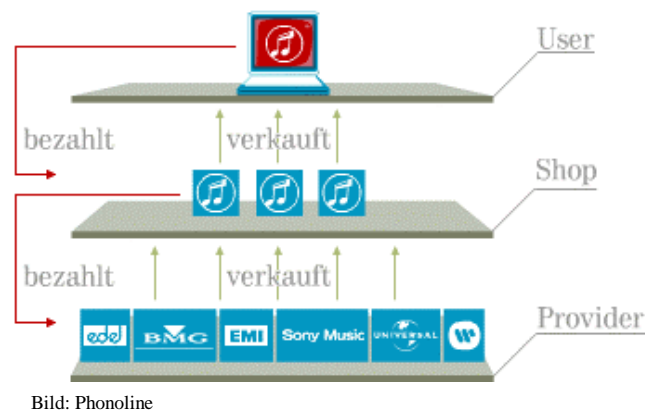 User
bezahlt verkauft
Shop
bezahlt verkauft
Provider
edel BMG EMI Sony Music UNIVERSAL W
Bild: Phonoline